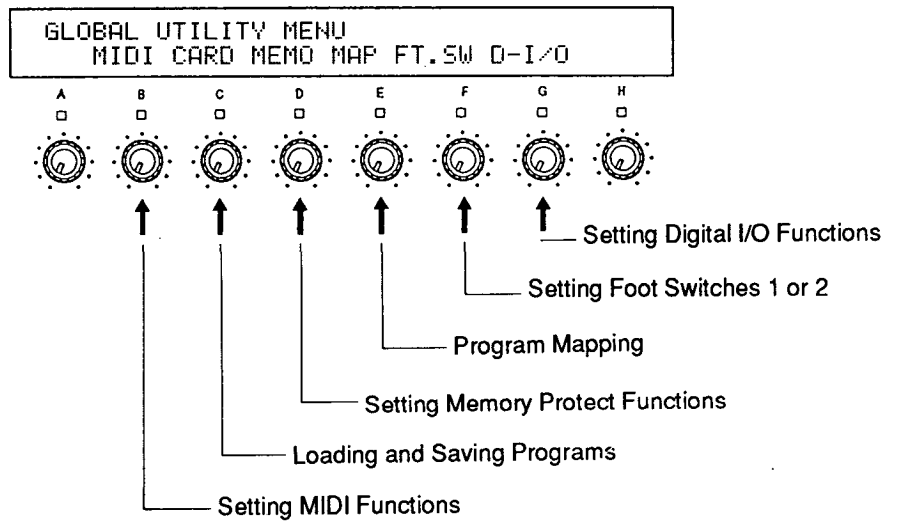 GLOBAL UTILITY MENU
MIDI CARD MEMO MAP FT.SW D-I/O
A B C D E F G H
Setting Digital I/O Functions
Setting Foot Switches 1 or 2
Program Mapping
Setting Memory Protect Functions
Loading and Saving Programs
Setting MIDI Functions